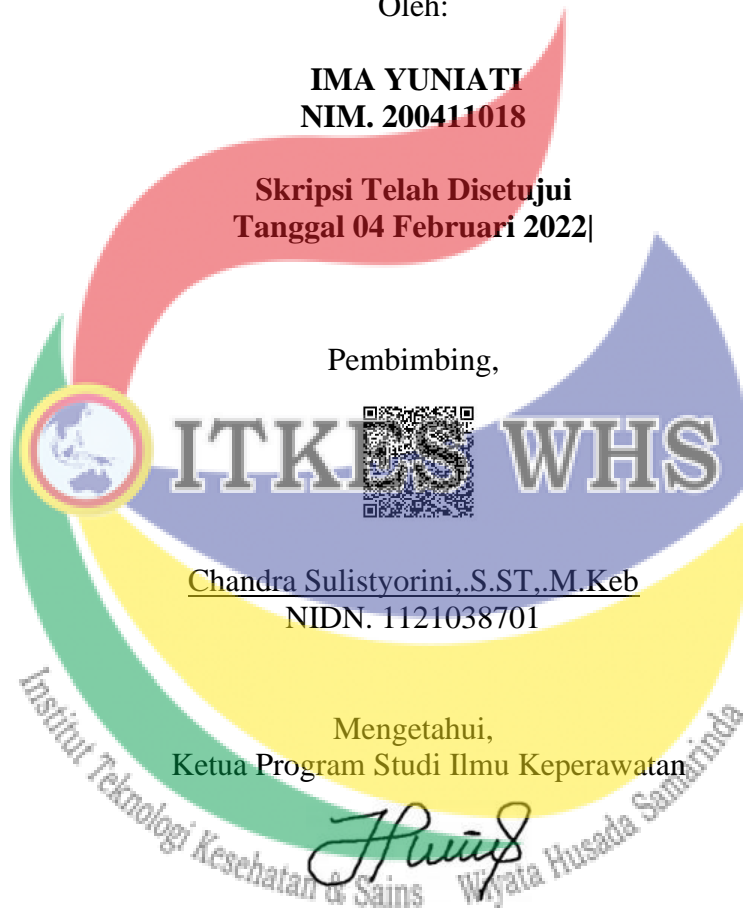 Oleh:
IMA YUNIATI
NIM. 200411018
Skripsi Telah Disetujui
Tanggal 04 Februari 2022|
Pembimbing,
ITKES WHS
Chandra Sulistyorini,.S.ST,.M.Keb
NIDN. 1121038701
Mengetahui,
Ketua Program Studi Ilmu Keperawatan
Institut Teknologi Kesehatan & Sains Wiyata Husada Samarinda